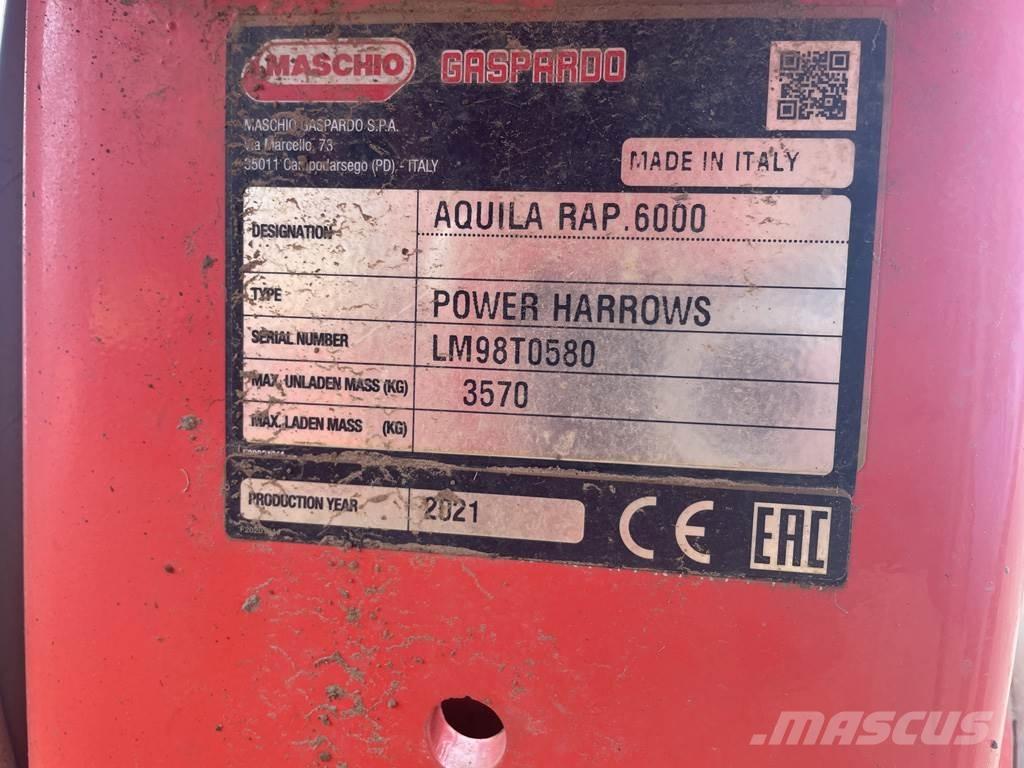 MASCHIO GASPARDO
MASCHIO GASPARDO S.P.A.
Via Marcello, 73
35011 Campodarsego (PD) - ITALY
MADE IN ITALY
DESIGNATION AQUILA RAP.6000
TYPE POWER HARROWS
SERIAL NUMBER LM98T0580
MAX. UNLADEN MASS (KG) 3570
MAX. LADEN MASS (KG)
PRODUCTION YEAR 2021
CE EAC
MASCUS